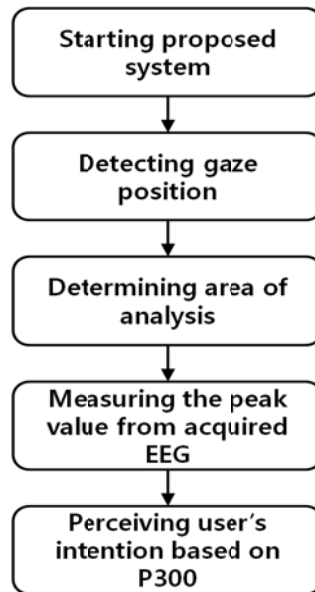 Starting proposed
system
Detecting gaze
position
Determining area of
analysis
Measuring the peak
value from acquired
EEG
Perceiving user's
intention based on
P300